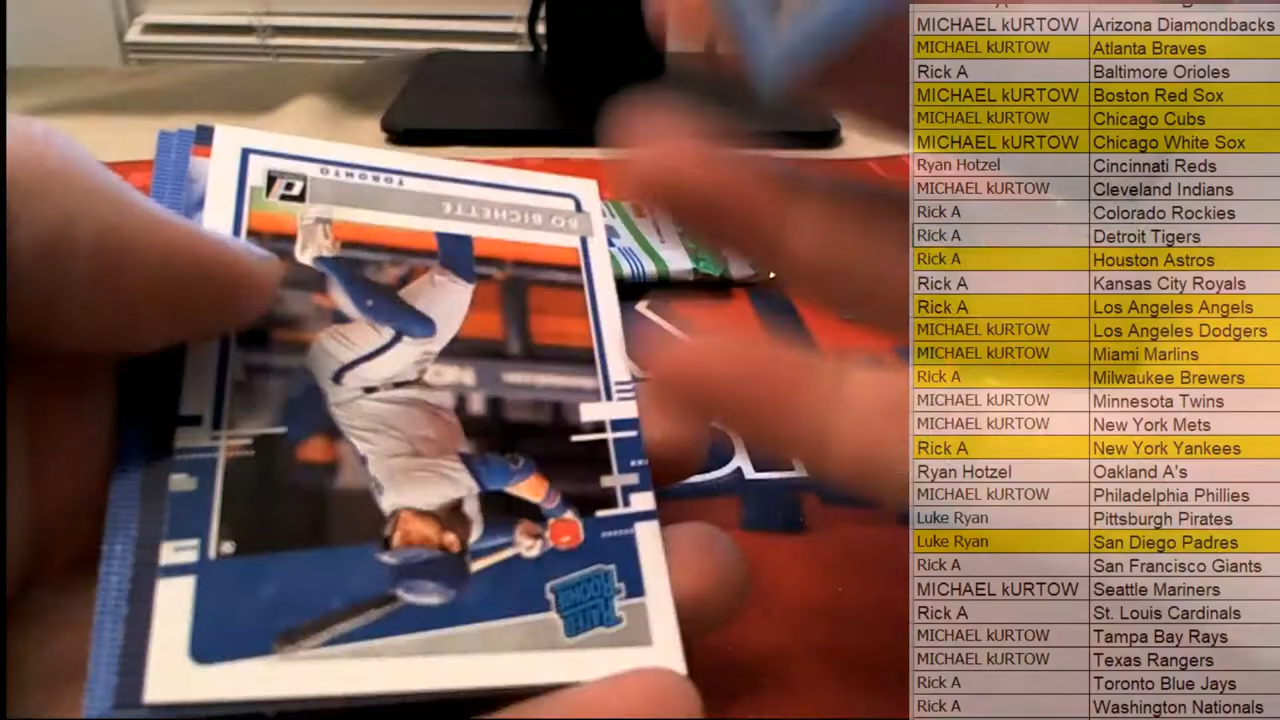 TORONTO
BO BICHETTE
RATED
ROOKIE
MICHAEL kURTOW Arizona Diamondbacks
MICHAEL kURTOW Atlanta Braves
Rick A Baltimore Orioles
MICHAEL kURTOW Boston Red Sox
MICHAEL kURTOW Chicago Cubs
MICHAEL kURTOW Chicago White Sox
Ryan Hotzel Cincinnati Reds
MICHAEL kURTOW Cleveland Indians
Rick A Colorado Rockies
Rick A Detroit Tigers
Rick A Houston Astros
Rick A Kansas City Royals
Rick A Los Angeles Angels
MICHAEL kURTOW Los Angeles Dodgers
MICHAEL kURTOW Miami Marlins
Rick A Milwaukee Brewers
MICHAEL kURTOW Minnesota Twins
MICHAEL kURTOW New York Mets
Rick A New York Yankees
Ryan Hotzel Oakland A's
MICHAEL kURTOW Philadelphia Phillies
Luke Ryan Pittsburgh Pirates
Luke Ryan San Diego Padres
Rick A San Francisco Giants
MICHAEL kURTOW Seattle Mariners
Rick A St. Louis Cardinals
MICHAEL kURTOW Tampa Bay Rays
MICHAEL kURTOW Texas Rangers
Rick A Toronto Blue Jays
Rick A Washington Nationals